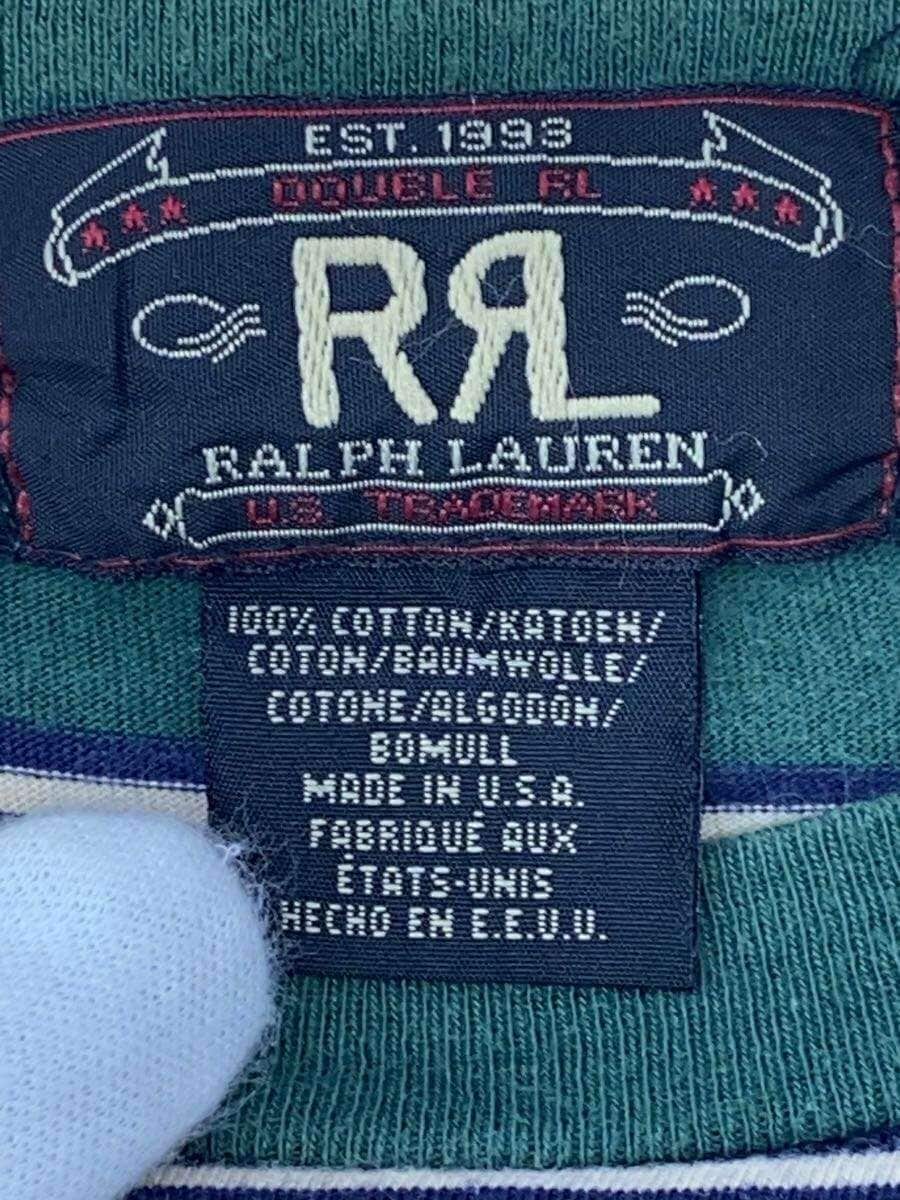 EST. 1993
DOUBLE RL
RRL
RALPH LAUREN
U.S. TRADEMARK
100% COTTON/KATOEN/
COTON/BAUMWOLLE/
COTONE/ALGODÓN/
BOMULL
MADE IN U.S.A.
FABRIQUÉ AUX
ÉTATS-UNIS
HECHO EN E.E.U.U.